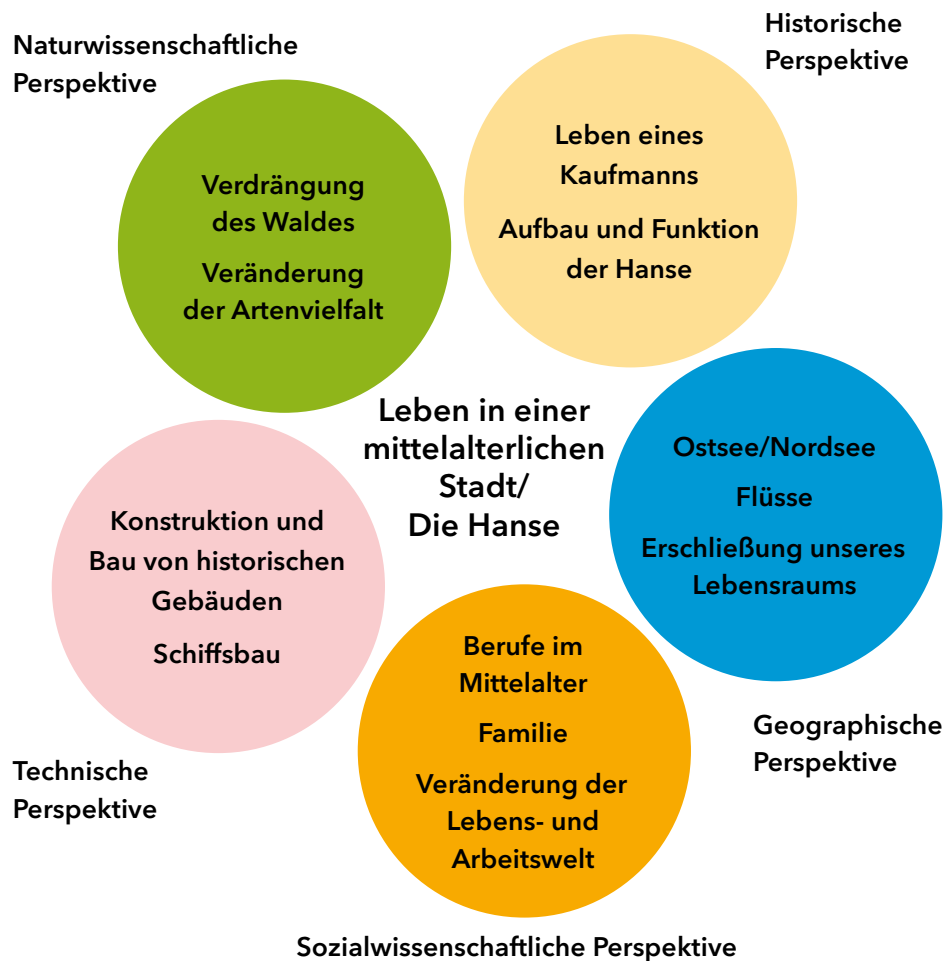 Naturwissenschaftliche
Perspektive
Verdrängung
des Waldes
Veränderung
der Artenvielfalt
Historische
Perspektive
Leben eines
Kaufmanns
Aufbau und Funktion
der Hanse
Leben in einer
mittelalterlichen
Stadt/
Die Hanse
Ostsee/Nordsee
Flüsse
Erschließung unseres
Lebensraums
Geographische
Perspektive
Konstruktion und
Bau von historischen
Gebäuden
Schiffsbau
Technische
Perspektive
Berufe im
Mittelalter
Familie
Veränderung der
Lebens- und
Arbeitswelt
Sozialwissenschaftliche Perspektive